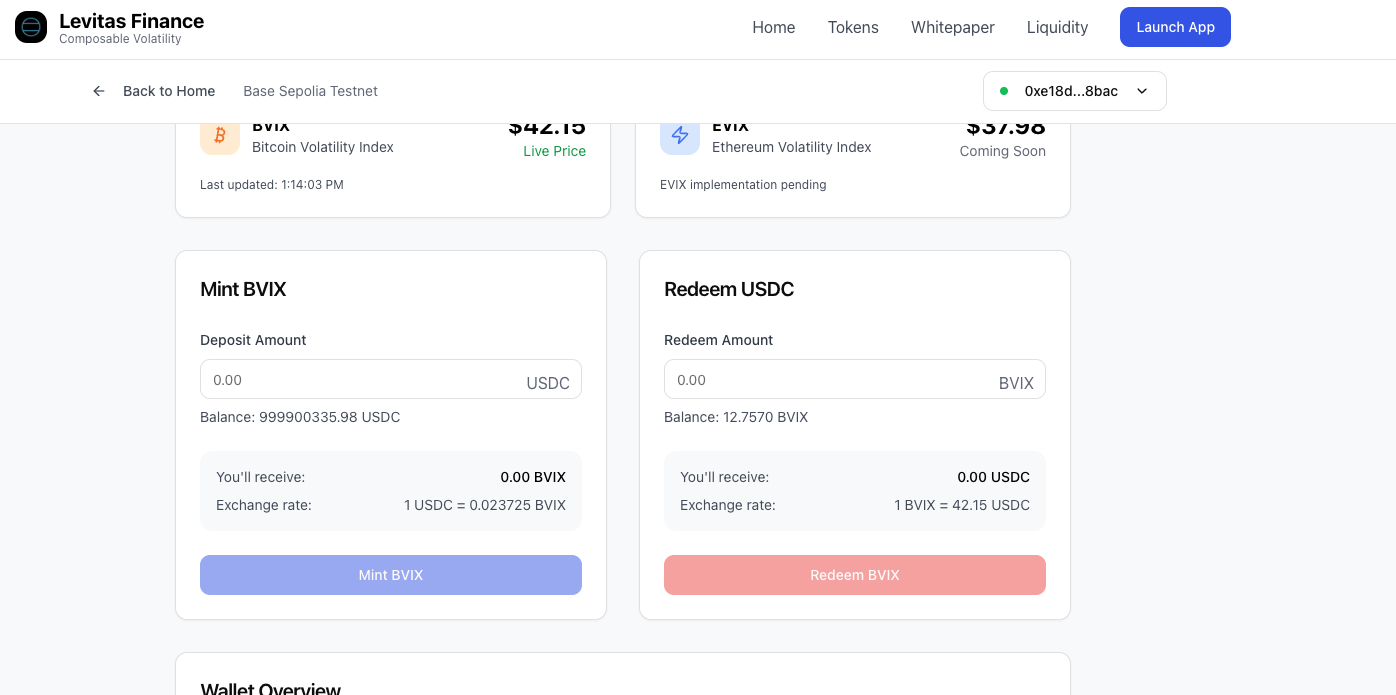 Levitas Finance
Composable Volatility
Home
Tokens
Whitepaper
Liquidity
Launch App
Back to Home
Base Sepolia Testnet
0xe18d...8bac
BVIX
$42.15
Bitcoin Volatility Index
Live Price
Last updated: 1:14:03 PM
EVIX
$37.98
Ethereum Volatility Index
Coming Soon
EVIX implementation pending
Mint BVIX
Deposit Amount
0.00
USDC
Balance: 999900335.98 USDC
You'll receive:
0.00 BVIX
Exchange rate:
1 USDC = 0.023725 BVIX
Mint BVIX
Redeem USDC
Redeem Amount
0.00
BVIX
Balance: 12.7570 BVIX
You'll receive:
0.00 USDC
Exchange rate:
1 BVIX = 42.15 USDC
Redeem BVIX
Wallet Overview